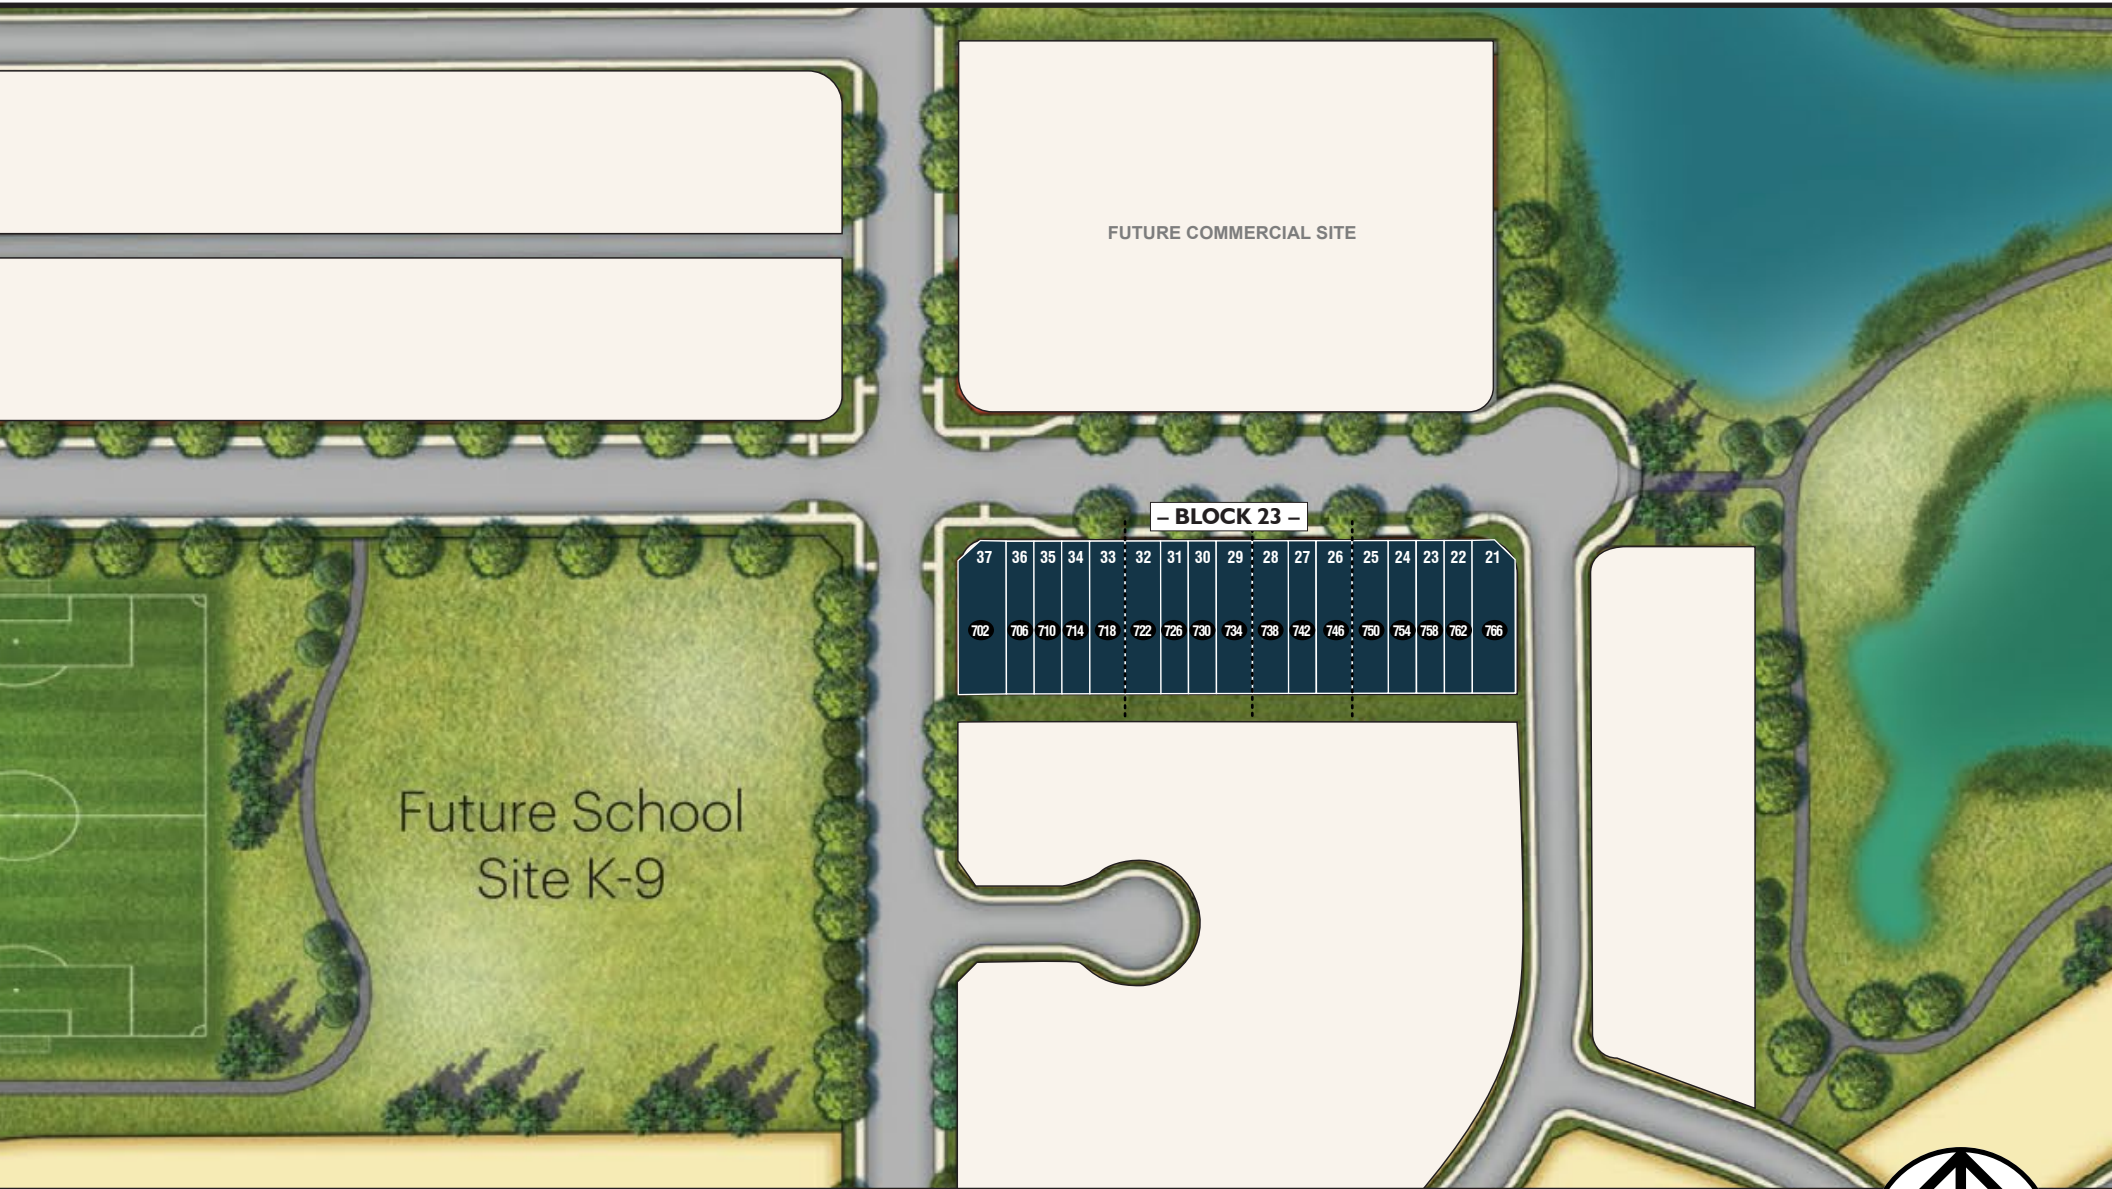 FUTURE COMMERCIAL SITE
– BLOCK 23 –
37 36 35 34 33 32 31 30 29 28 27 26 25 24 23 22 21
702 706 710 714 718 722 726 730 734 738 742 746 750 754 758 762 766
Future School
Site K-9